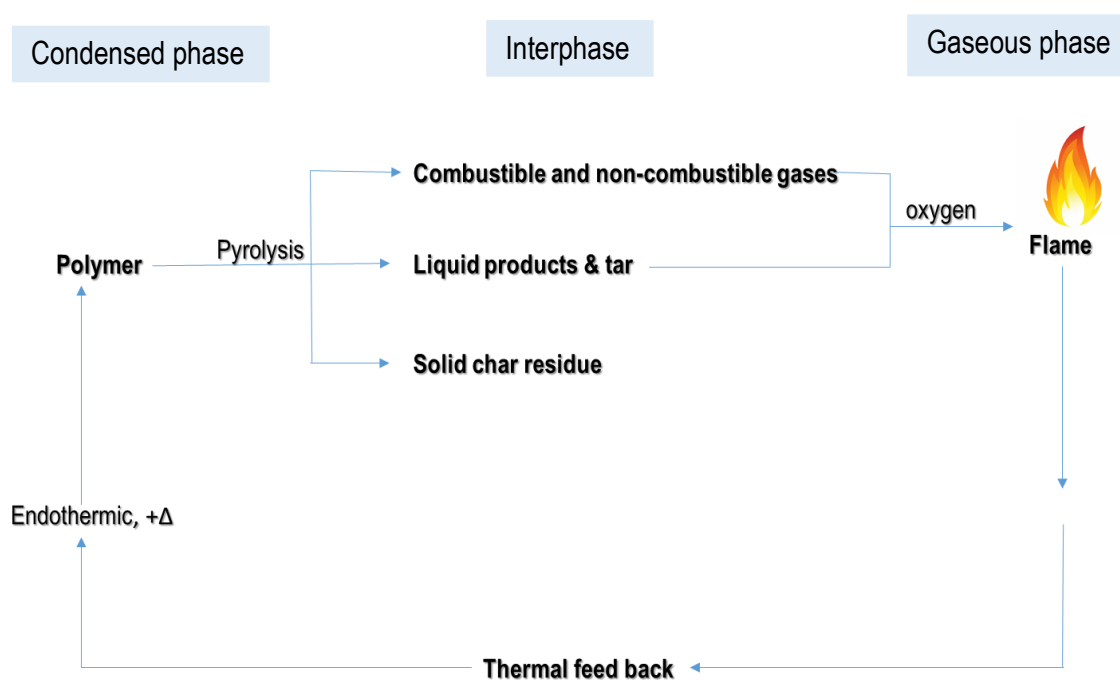 Condensed phase
Interphase
Gaseous phase
Combustible and non-combustible gases
oxygen
Pyrolysis
Polymer
Liquid products & tar
Flame
Solid char residue
Endothermic, +Δ
Thermal feed back